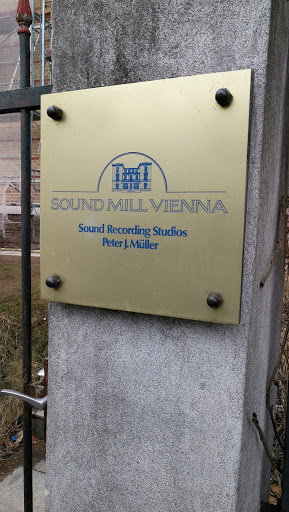 SOUND MILL VIENNA
Sound Recording Studios
Peter J. Müller